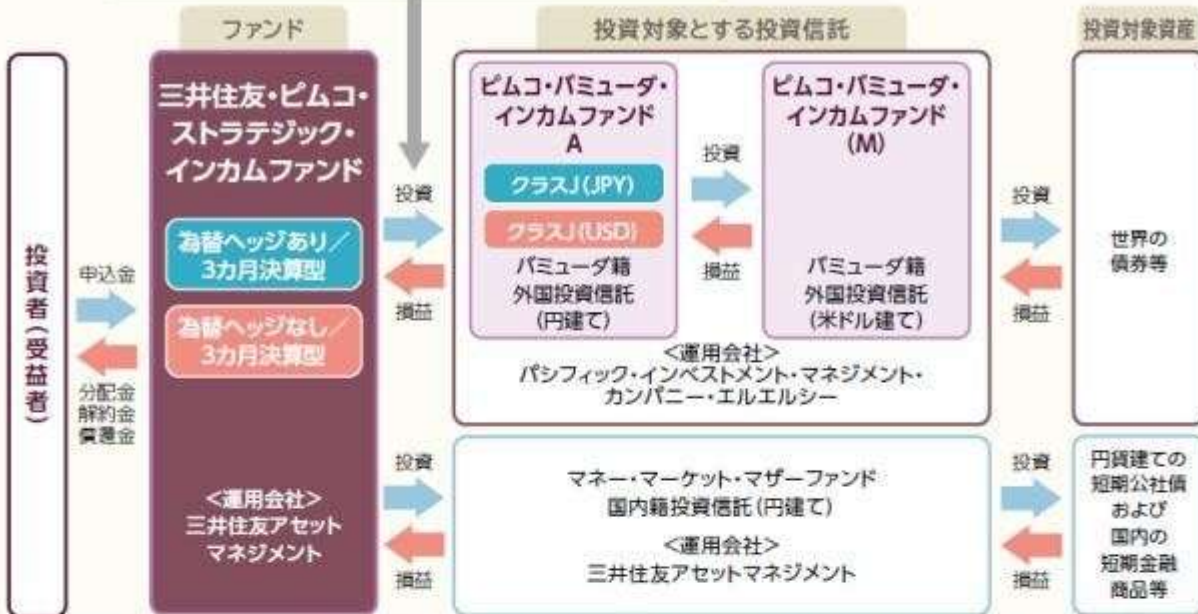 ファンド
投資対象とする投資信託
投資対象資産
投資者(受益者)
申込金
分配金
解約金
償還金
三井住友・ピムコ・
ストラテジック・
インカムファンド
為替ヘッジあり/
3カ月決算型
為替ヘッジなし/
3カ月決算型
<運用会社>
三井住友アセット
マネジメント
投資
損益
ピムコ・バミューダ・
インカムファンド
A
クラスJ(JPY)
クラスJ(USD)
バミューダ籍
外国投資信託
(円建て)
投資
損益
ピムコ・バミューダ・
インカムファンド
(M)
バミューダ籍
外国投資信託
(米ドル建て)
<運用会社>
パシフィック・インベストメント・マネジメント・
カンパニー・エルエルシー
投資
損益
世界の
債券等
投資
損益
マネー・マーケット・マザーファンド
国内籍投資信託(円建て)
<運用会社>
三井住友アセットマネジメント
投資
損益
円貨建ての
短期公社債
および
国内の
短期金融
商品等